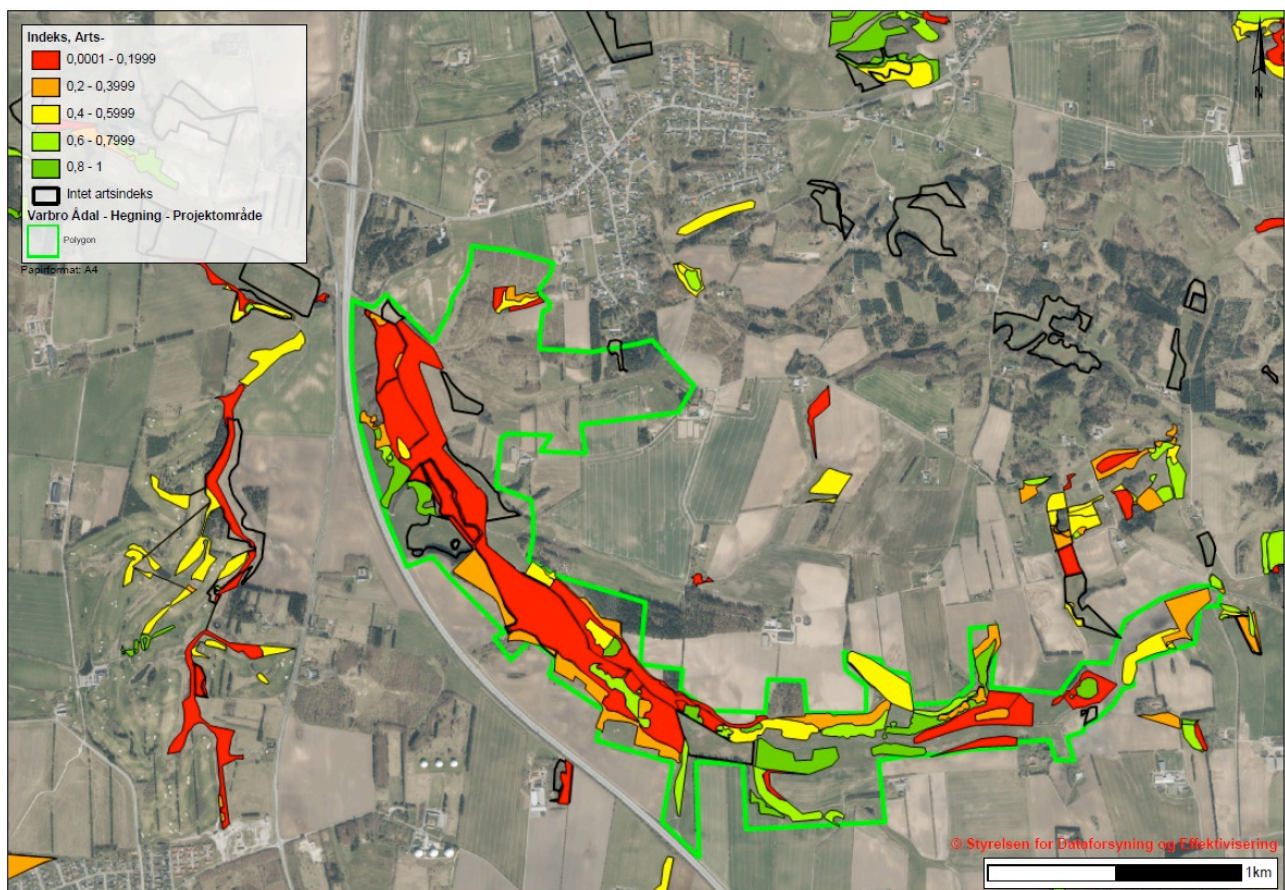 Indeks, Arts-
0,0001 - 0,1999
0,2 - 0,3999
0,4 - 0,5999
0,6 - 0,7999
0,8 - 1
Intet artsindeks
Varbro Ådal - Hegning - Projektområde
Polygon
Papirformat: A4
N
© Styrelsen for Dataforsyning og Effektivisering
1km